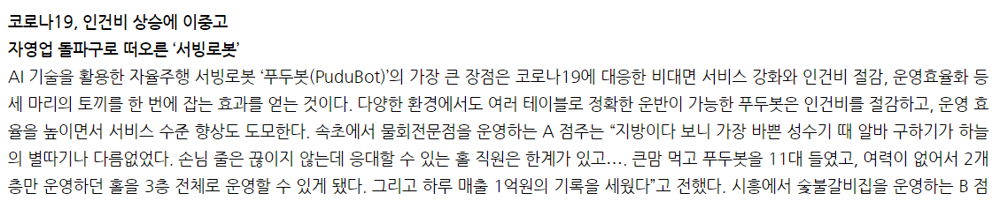 코로나19, 인건비 상승에 이중고
자영업 돌파구로 떠오른 ‘서빙로봇’
AI 기술을 활용한 자율주행 서빙로봇 ‘푸두봇(PuduBot)’의 가장 큰 장점은 코로나19에 대응한 비대면 서비스 강화와 인건비 절감, 운영효율화 등
세 마리의 토끼를 한 번에 잡는 효과를 얻는 것이다. 다양한 환경에서도 여러 테이블로 정확한 운반이 가능한 푸두봇은 인건비를 절감하고, 운영 효
율을 높이면서 서비스 수준 향상도 도모한다. 속초에서 물회전문점을 운영하는 A 점주는 “지방이다 보니 가장 바쁜 성수기 때 알바 구하기가 하늘
의 별따기나 다름없었다. 손님 줄은 끊이지 않는데 응대할 수 있는 홀 직원은 한계가 있고…. 큰맘 먹고 푸두봇을 11대 들였고, 여력이 없어서 2개
층만 운영하던 홀을 3층 전체로 운영할 수 있게 됐다. 그리고 하루 매출 1억원의 기록을 세웠다”고 전했다. 시흥에서 숯불갈비집을 운영하는 B 점